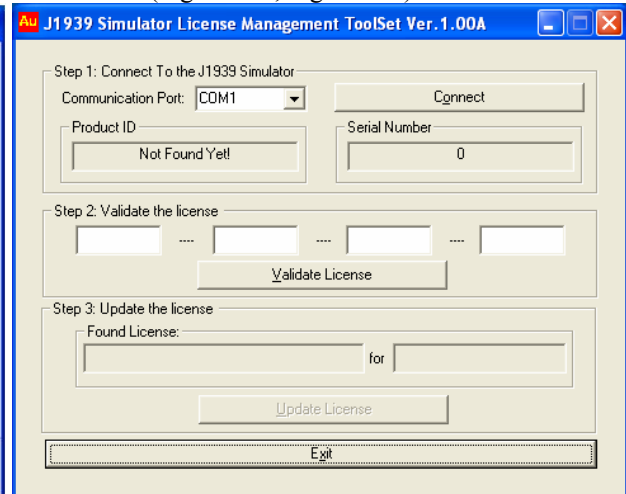 Au J1939 Simulator License Management ToolSet Ver.1.00A
Step 1: Connect To the J1939 Simulator
Communication Port: COM1 Connect
Product ID Serial Number
Not Found Yet! 0
Step 2: Validate the license
---- ---- ----
Validate License
Step 3: Update the license
Found License:
for
Update License
Exit